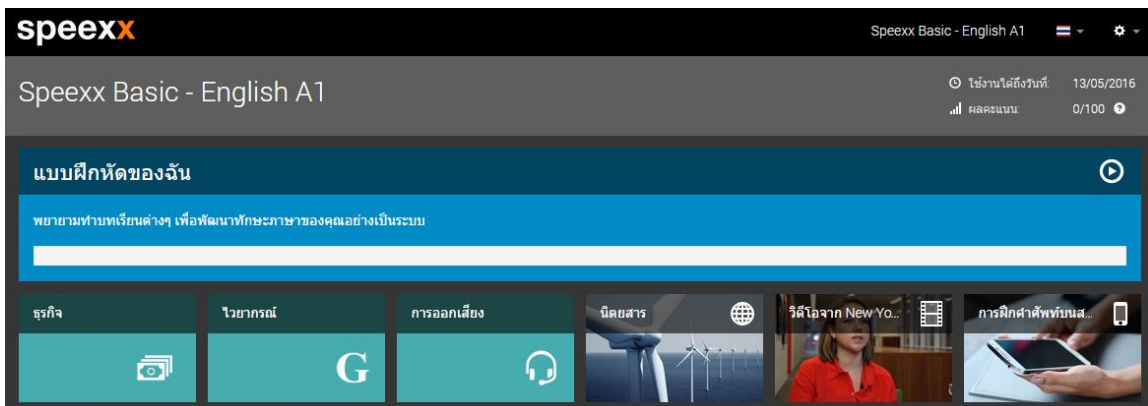 speexx
Speexx Basic - English A1
Speexx Basic - English A1
ใช้งานได้ถึงวันที่: 13/05/2016
ผลคะแนน: 0/100
แบบฝึกหัดของฉัน
พยายามทำบทเรียนต่างๆ เพื่อพัฒนาทักษะภาษาของคุณอย่างเป็นระบบ
ธุรกิจ
ไวยากรณ์
การออกเสียง
นิตยสาร
วิดีโอจาก New Yo...
การฝึกคำศัพท์บนส...
G